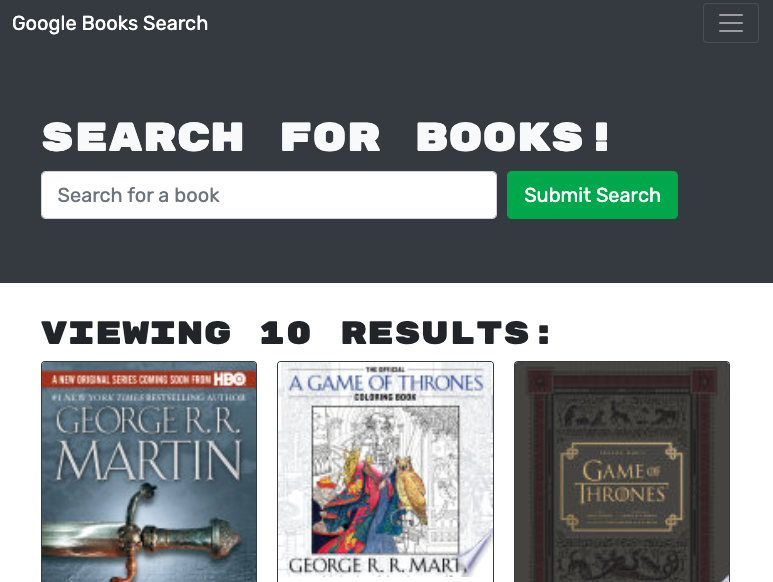 Google Books Search
SEARCH FOR BOOKS!
Search for a book
Submit Search
VIEWING 10 RESULTS:
A NEW ORIGINAL SERIES COMING SOON FROM HBO
#1 NEW YORK TIMES BESTSELLING AUTHOR
GEORGE R. R.
MARTIN
THE OFFICIAL
A GAME OF THRONES
COLORING BOOK
GEORGE R. R. MARTI
GAME OF
THRONES